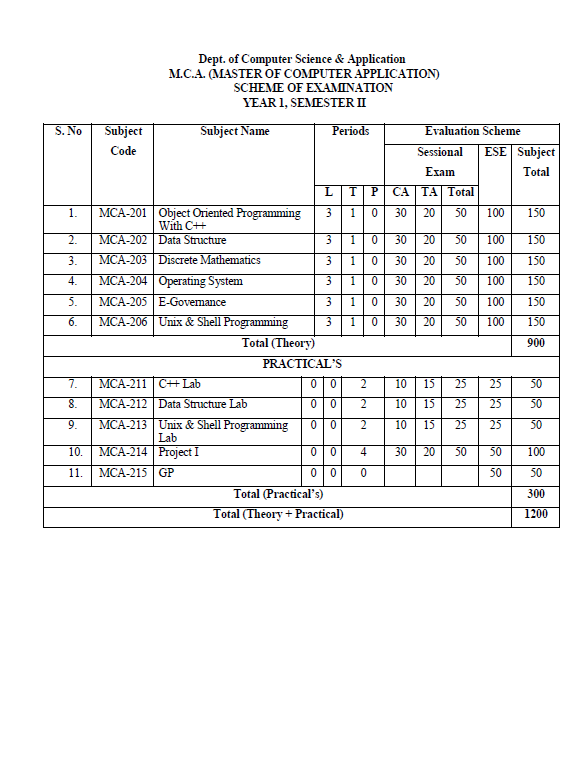 Dept. of Computer Science & Application
M.C.A. (MASTER OF COMPUTER APPLICATION)
SCHEME OF EXAMINATION
YEAR 1, SEMESTER II
S. No Subject Code Subject Name Periods Evaluation Scheme
Sessional Exam ESE Subject Total
L T P CA TA Total
1. MCA-201 Object Oriented Programming With C++ 3 1 0 30 20 50 100 150
2. MCA-202 Data Structure 3 1 0 30 20 50 100 150
3. MCA-203 Discrete Mathematics 3 1 0 30 20 50 100 150
4. MCA-204 Operating System 3 1 0 30 20 50 100 150
5. MCA-205 E-Governance 3 1 0 30 20 50 100 150
6. MCA-206 Unix & Shell Programming 3 1 0 30 20 50 100 150
Total (Theory) 900
PRACTICAL'S
7. MCA-211 C++ Lab 0 0 2 10 15 25 25 50
8. MCA-212 Data Structure Lab 0 0 2 10 15 25 25 50
9. MCA-213 Unix & Shell Programming Lab 0 0 2 10 15 25 25 50
10. MCA-214 Project I 0 0 4 30 20 50 50 100
11. MCA-215 GP 0 0 0 50 50
Total (Practical's) 300
Total (Theory + Practical) 1200